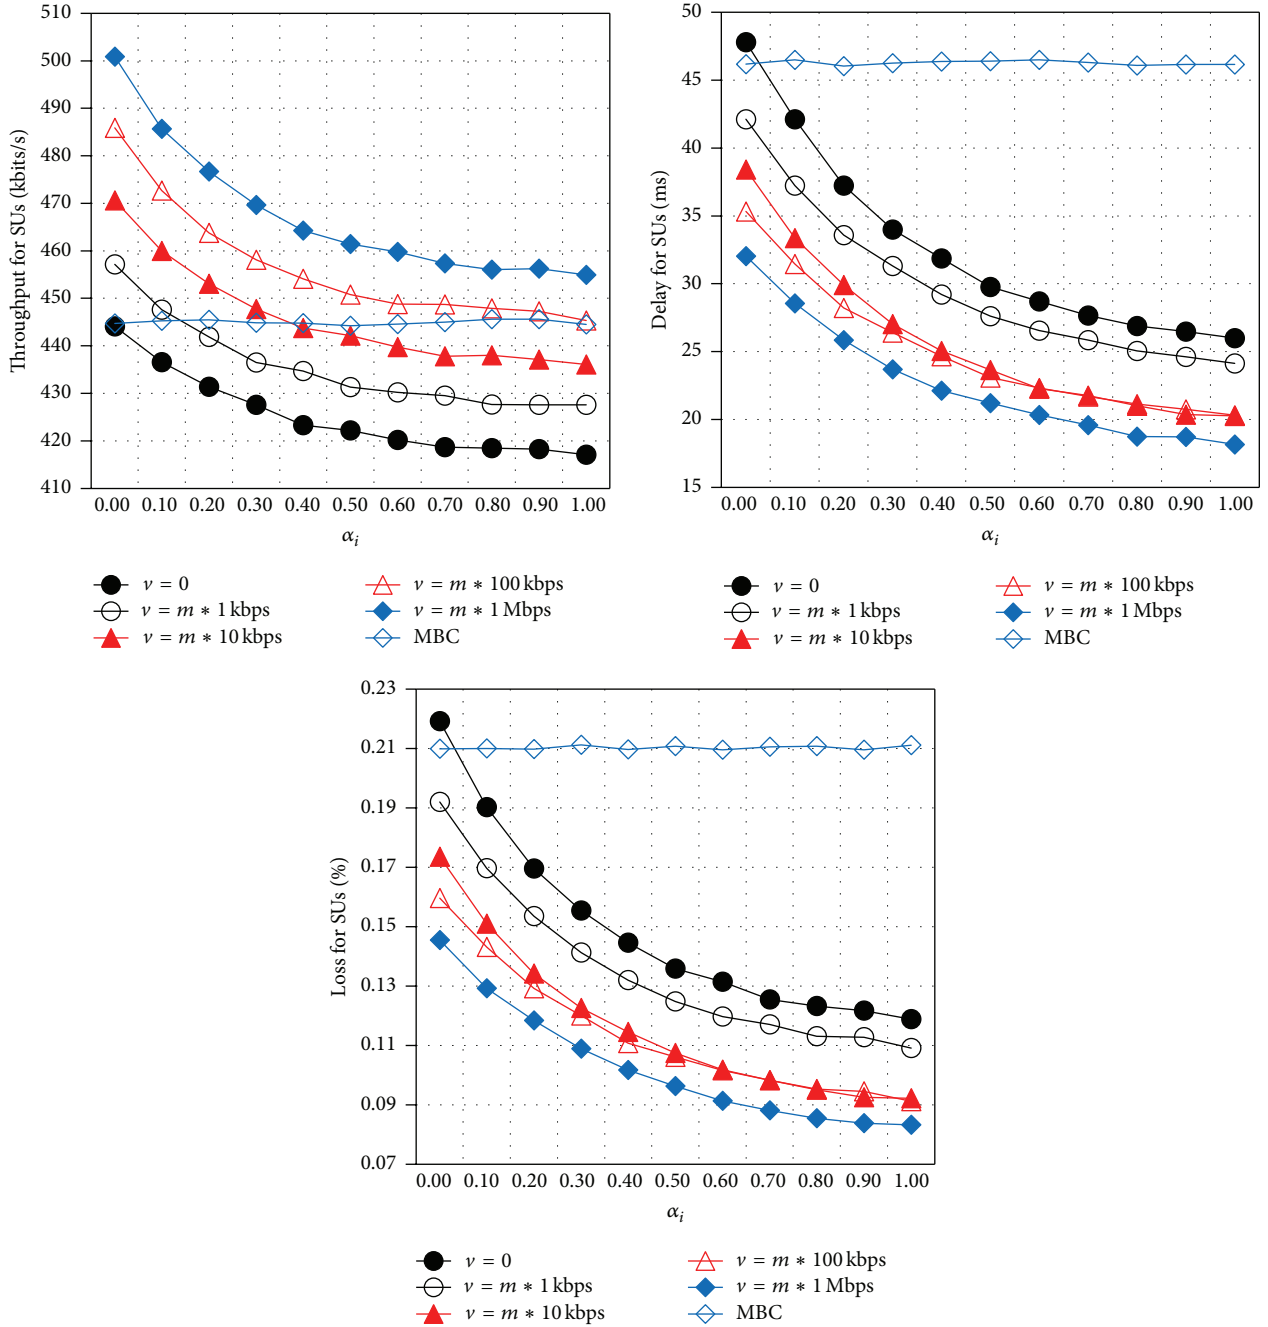 Throughput for SUs (kbits/s)
510
500
490
480
470
460
450
440
430
420
410
0.00 0.10 0.20 0.30 0.40 0.50 0.60 0.70 0.80 0.90 1.00
αᵢ
v = 0
v = m ∗ 1 kbps
v = m ∗ 10 kbps
v = m ∗ 100 kbps
v = m ∗ 1 Mbps
MBC
Delay for SUs (ms)
50
45
40
35
30
25
20
15
0.00 0.10 0.20 0.30 0.40 0.50 0.60 0.70 0.80 0.90 1.00
αᵢ
v = 0
v = m ∗ 1 kbps
v = m ∗ 10 kbps
v = m ∗ 100 kbps
v = m ∗ 1 Mbps
MBC
Loss for SUs (%)
0.23
0.21
0.19
0.17
0.15
0.13
0.11
0.09
0.07
0.00 0.10 0.20 0.30 0.40 0.50 0.60 0.70 0.80 0.90 1.00
αᵢ
v = 0
v = m ∗ 1 kbps
v = m ∗ 10 kbps
v = m ∗ 100 kbps
v = m ∗ 1 Mbps
MBC